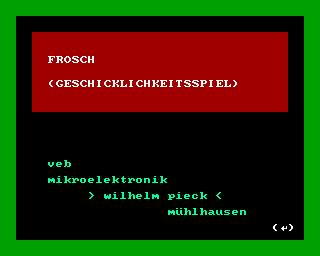 FROSCH
(GESCHICKLICHKEITSSPIEL)
veb
mikroelektronik
> wilhelm pieck <
mühlhausen
(↵)